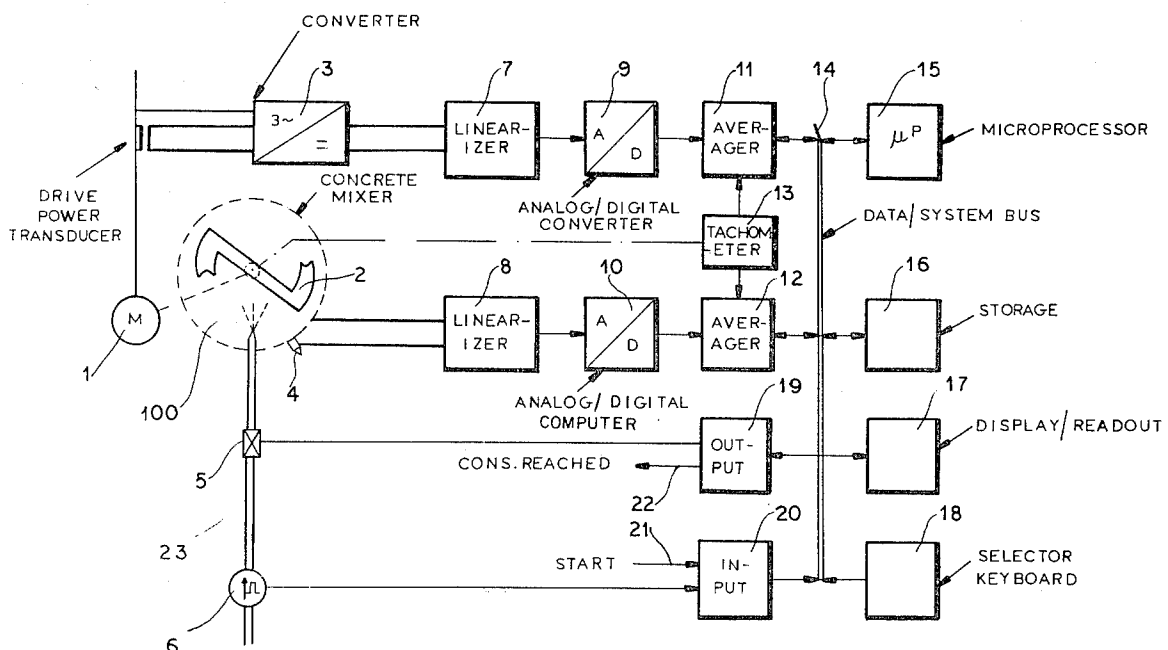 CONVERTER
3
3~
=
7
LINEAR-
IZER
9
A
D
11
AVER-
AGER
14
15
µP
MICROPROCESSOR
DRIVE
POWER
TRANSDUCER
CONCRETE
MIXER
ANALOG/DIGITAL
CONVERTER
13
TACHOM
ETER
DATA/SYSTEM BUS
M
1
2
100
4
8
LINEAR-
IZER
10
A
D
12
AVER-
AGER
16
STORAGE
ANALOG/DIGITAL
COMPUTER
5
19
OUT-
PUT
17
DISPLAY/READOUT
CONS.REACHED
22
23
21
START
20
IN-
PUT
18
SELECTOR
KEYBOARD
6